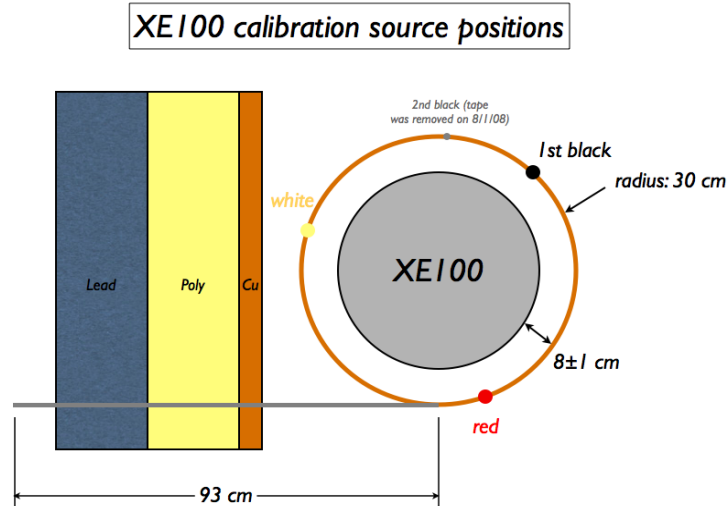 XE100 calibration source positions
2nd black (tape
was removed on 8/1/08)
1st black
radius: 30 cm
white
Lead
Poly
Cu
XE100
8±1 cm
red
93 cm